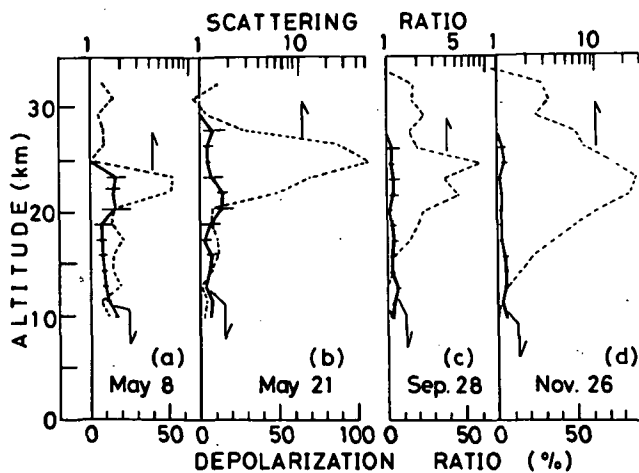 SCATTERING RATIO
1 1 10 1 5 1 10
30
20
10
0
ALTITUDE (km)
(a) (b) (c) (d)
May 8 May 21 Sep. 28 Nov. 26
0 50 0 50 100 0 50 0 50
DEPOLARIZATION RATIO (%)